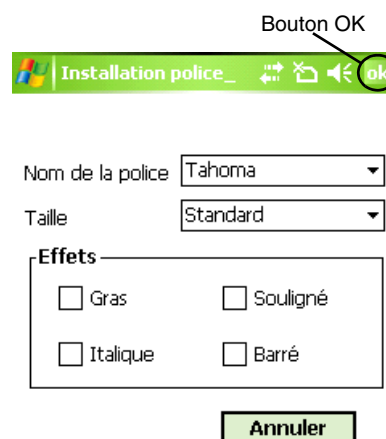 Bouton OK
Installation police_ ok
Nom de la police Tahoma
Taille Standard
Effets
Gras Souligné
Italique Barré
Annuler